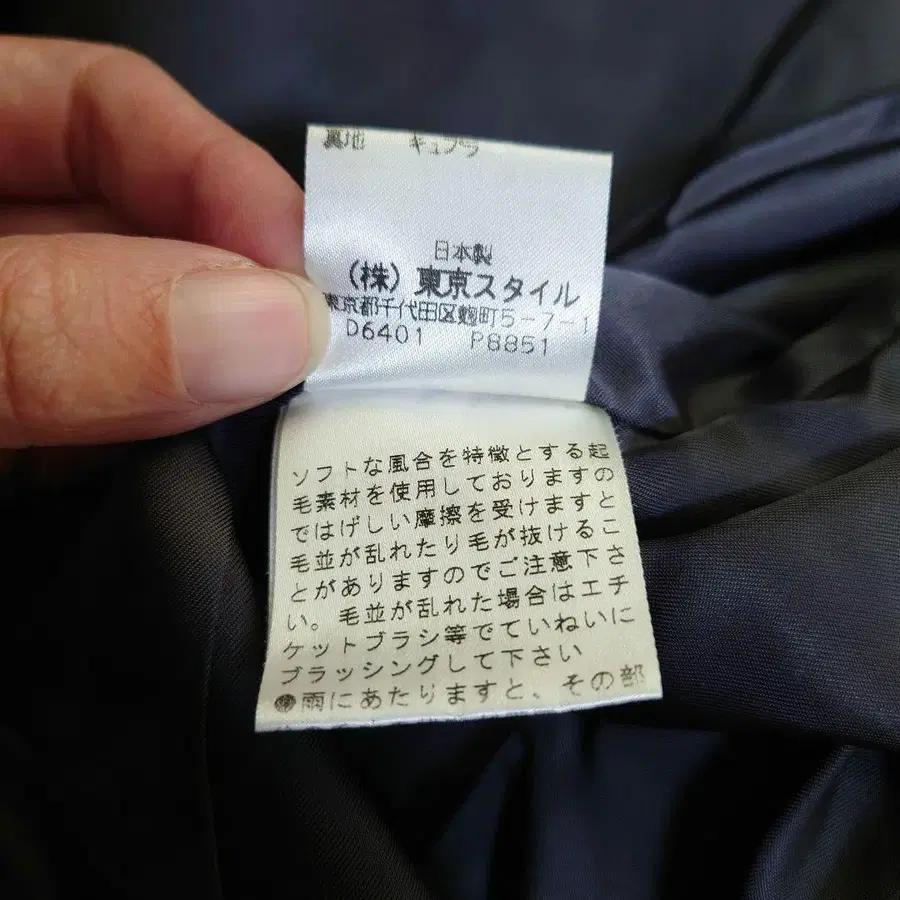 裏地 キュプラ
日本製
(株)東京スタイル
東京都千代田区麹町5-7-1
D6401 P8851
ソフトな風合を特徴とする起
毛素材を使用しておりますの
ではげしい摩擦を受けますと
毛並が乱れたり毛が抜けるこ
とがありますのでご注意下さ
い。毛並が乱れた場合はエチ
ケットブラシ等でていねいに
ブラッシングして下さい
雨にあたりますと、その部